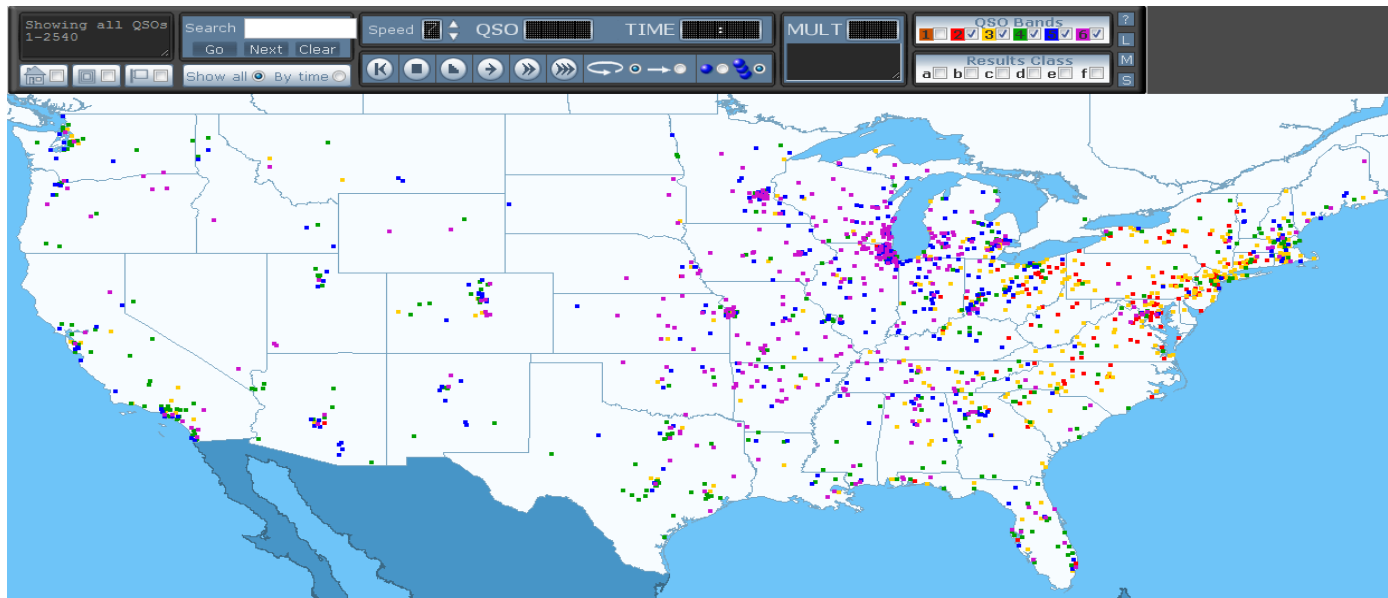 Showing all QSOs
1-2540
Search
Go Next Clear
Show all By time
Speed 7 QSO TIME :
MULT
QSO Bands
1 2 3 4 5 6
Results Class
a b c d e f
?
L
M
S